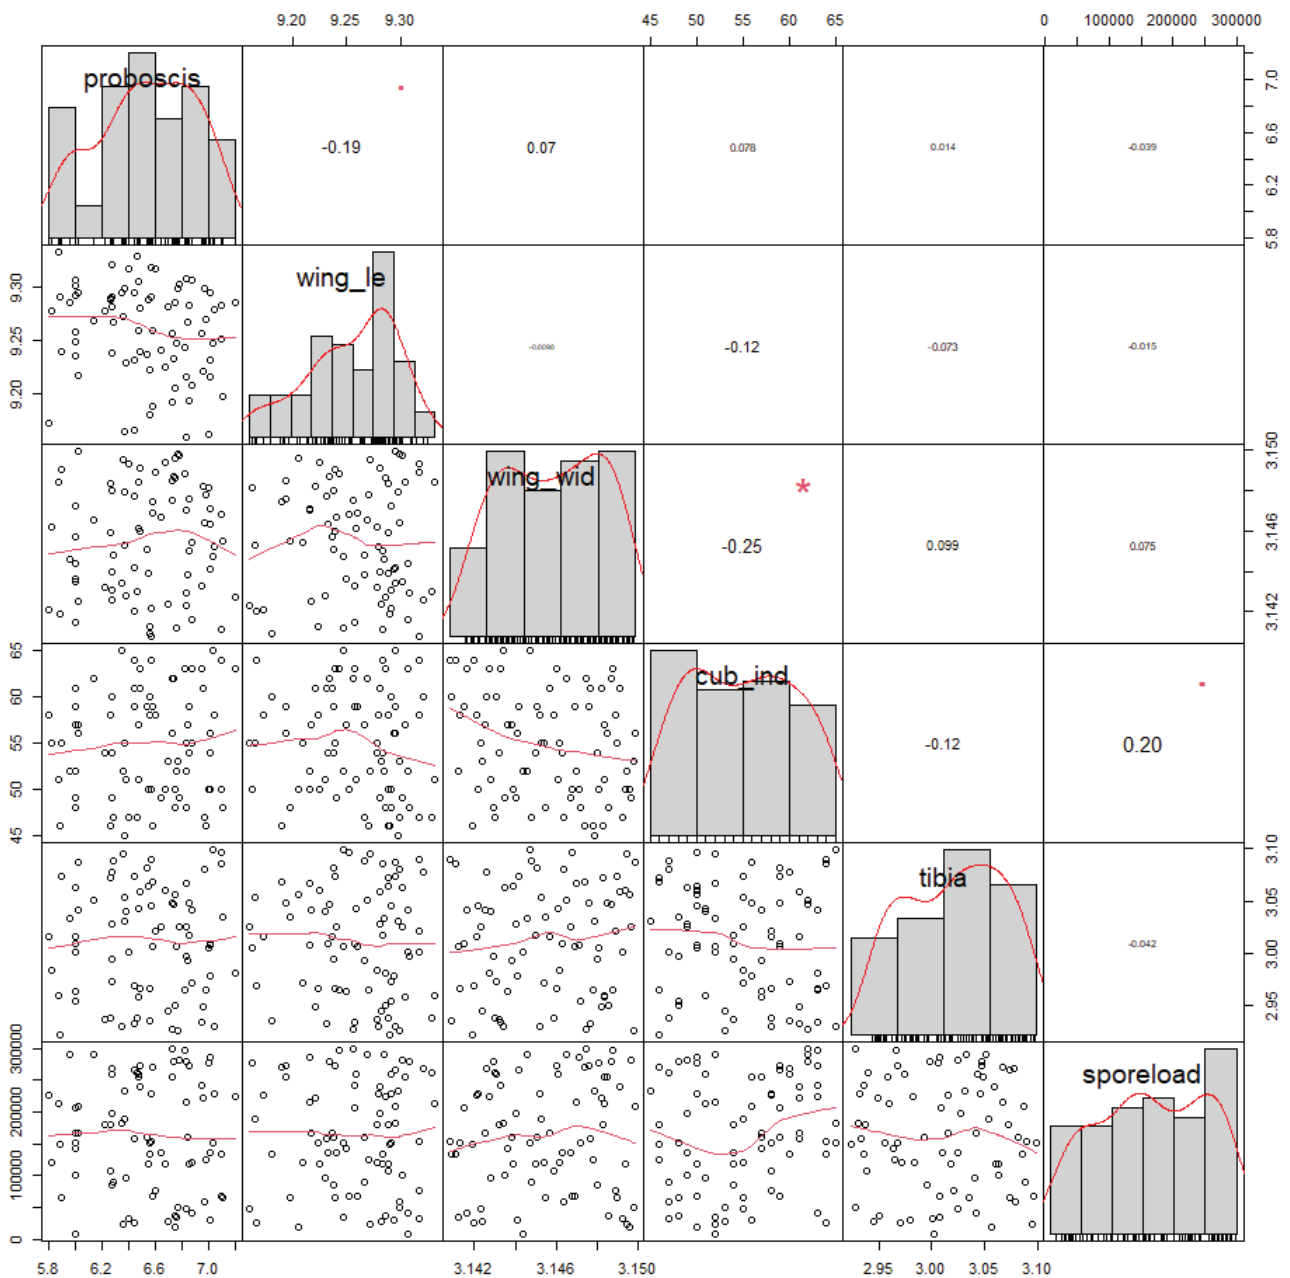 9.20 9.25 9.30 45 50 55 60 65 0 100000 200000 300000
proboscis -0.19 0.07 0.078 0.014 -0.039
5.8 6.2 6.6 7.0
wing_le -0.0096 -0.12 -0.073 -0.015
9.20 9.25 9.30
wing_wid * -0.25 0.099 0.075
3.142 3.146 3.150
cub_ind -0.12 0.20
45 50 55 60 65
tibia -0.042
2.95 3.00 3.05 3.10
sporeload
0 100000 200000 300000
5.8 6.2 6.6 7.0 3.142 3.146 3.150 2.95 3.00 3.05 3.10